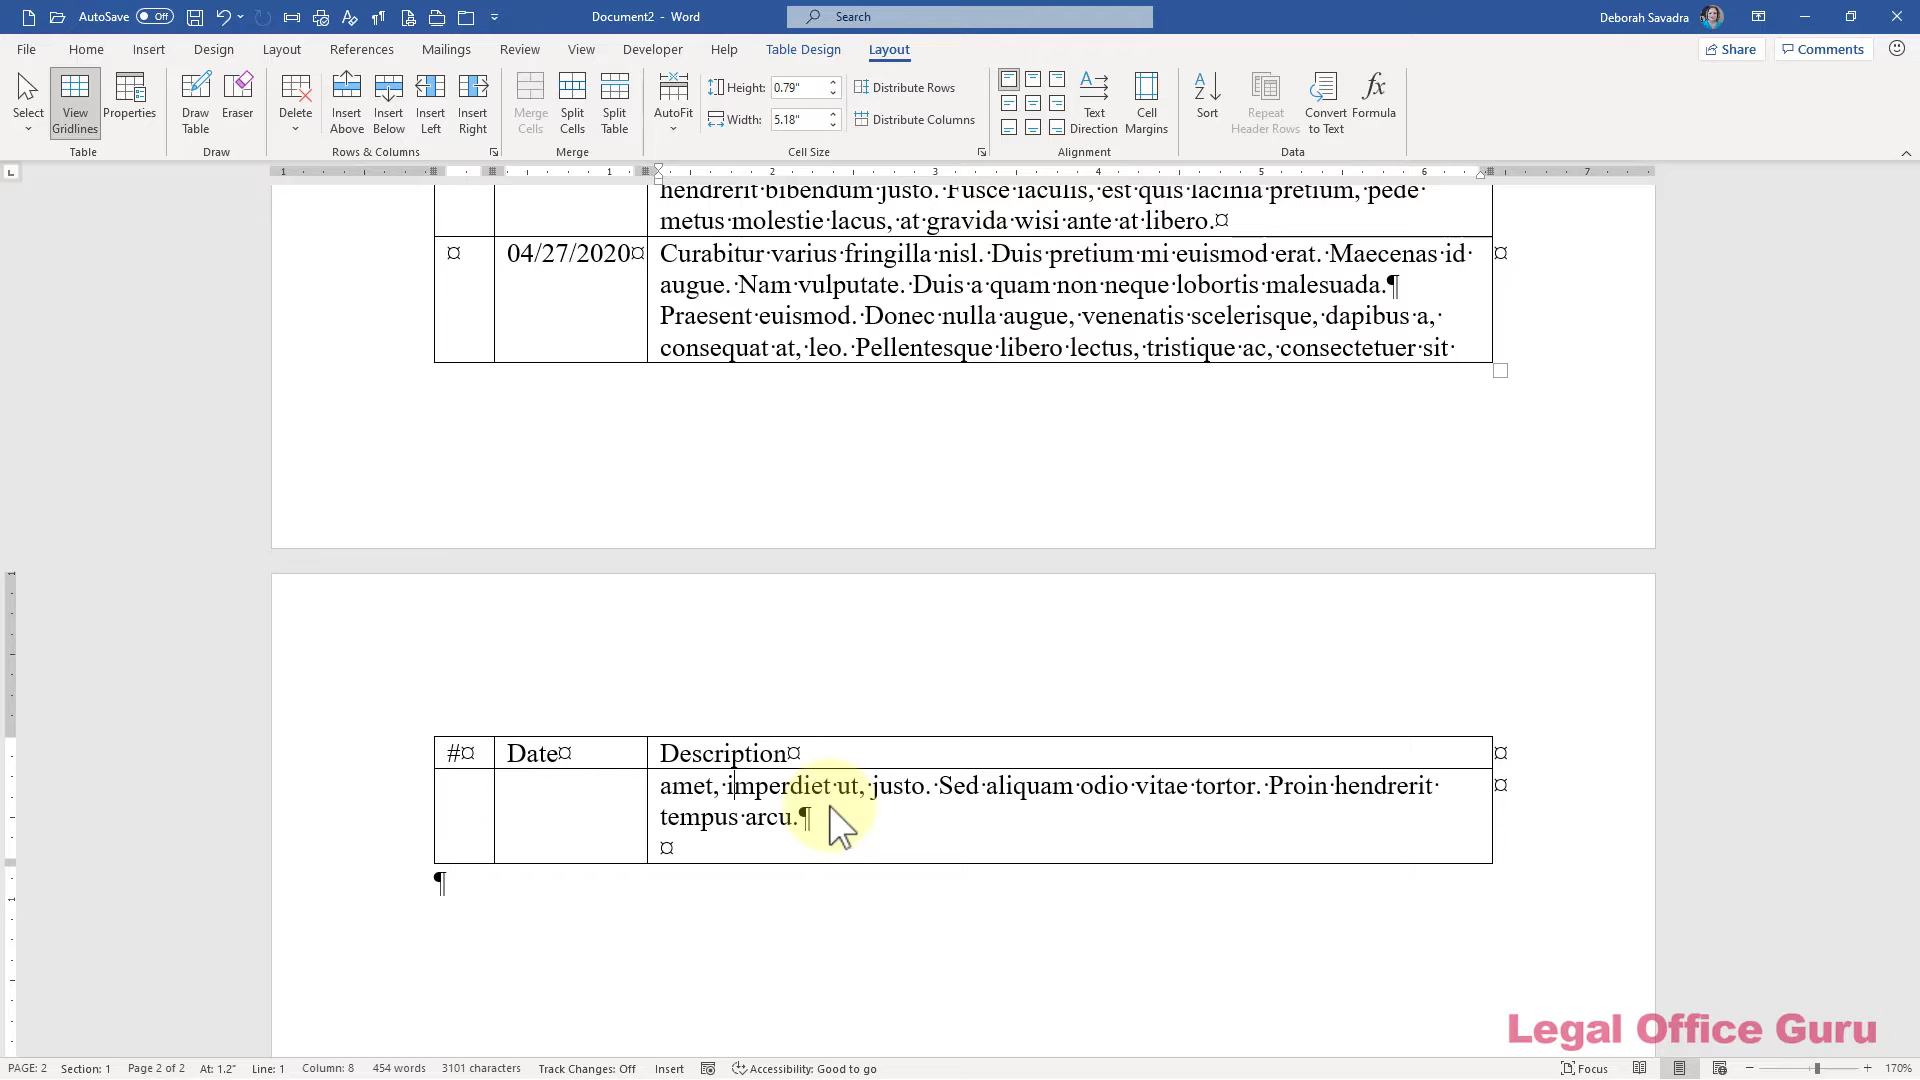 AutoSave Off Document2 - Word Search Deborah Savadra
File Home Insert Design Layout References Mailings Review View Developer Help Table Design Layout Share Comments
Select View Gridlines Properties Draw Table Eraser Delete Insert Above Insert Below Insert Left Insert Right Merge Cells Split Cells Split Table AutoFit Height: 0.79" Width: 5.18" Distribute Rows Distribute Columns Text Direction Cell Margins Sort Repeat Header Rows Convert to Text Formula
Table Draw Rows & Columns Merge Cell Size Alignment Data
1 1 2 3 4 5 6 7
hendrerit·bibendum·justo.·Fusce·iaculis,·est·quis·lacinia·pretium,·pede·
metus·molestie·lacus,·at·gravida·wisi·ante·at·libero.¤
¤ 04/27/2020¤ Curabitur·varius·fringilla·nisl.·Duis·pretium·mi·euismod·erat.·Maecenas·id· ¤
augue.·Nam·vulputate.·Duis·a·quam·non·neque·lobortis·malesuada.¶
Praesent·euismod.·Donec·nulla·augue,·venenatis·scelerisque,·dapibus·a,·
consequat·at,·leo.·Pellentesque·libero·lectus,·tristique·ac,·consectetuer·sit·
#¤ Date¤ Description¤ ¤
amet,·imperdiet·ut,·justo.·Sed·aliquam·odio·vitae·tortor.·Proin·hendrerit· ¤
tempus·arcu.¶
¤
¶
Legal Office Guru
PAGE: 2 Section: 1 Page 2 of 2 At: 1.2" Line: 1 Column: 8 454 words 3101 characters Track Changes: Off Insert Accessibility: Good to go Focus 170%